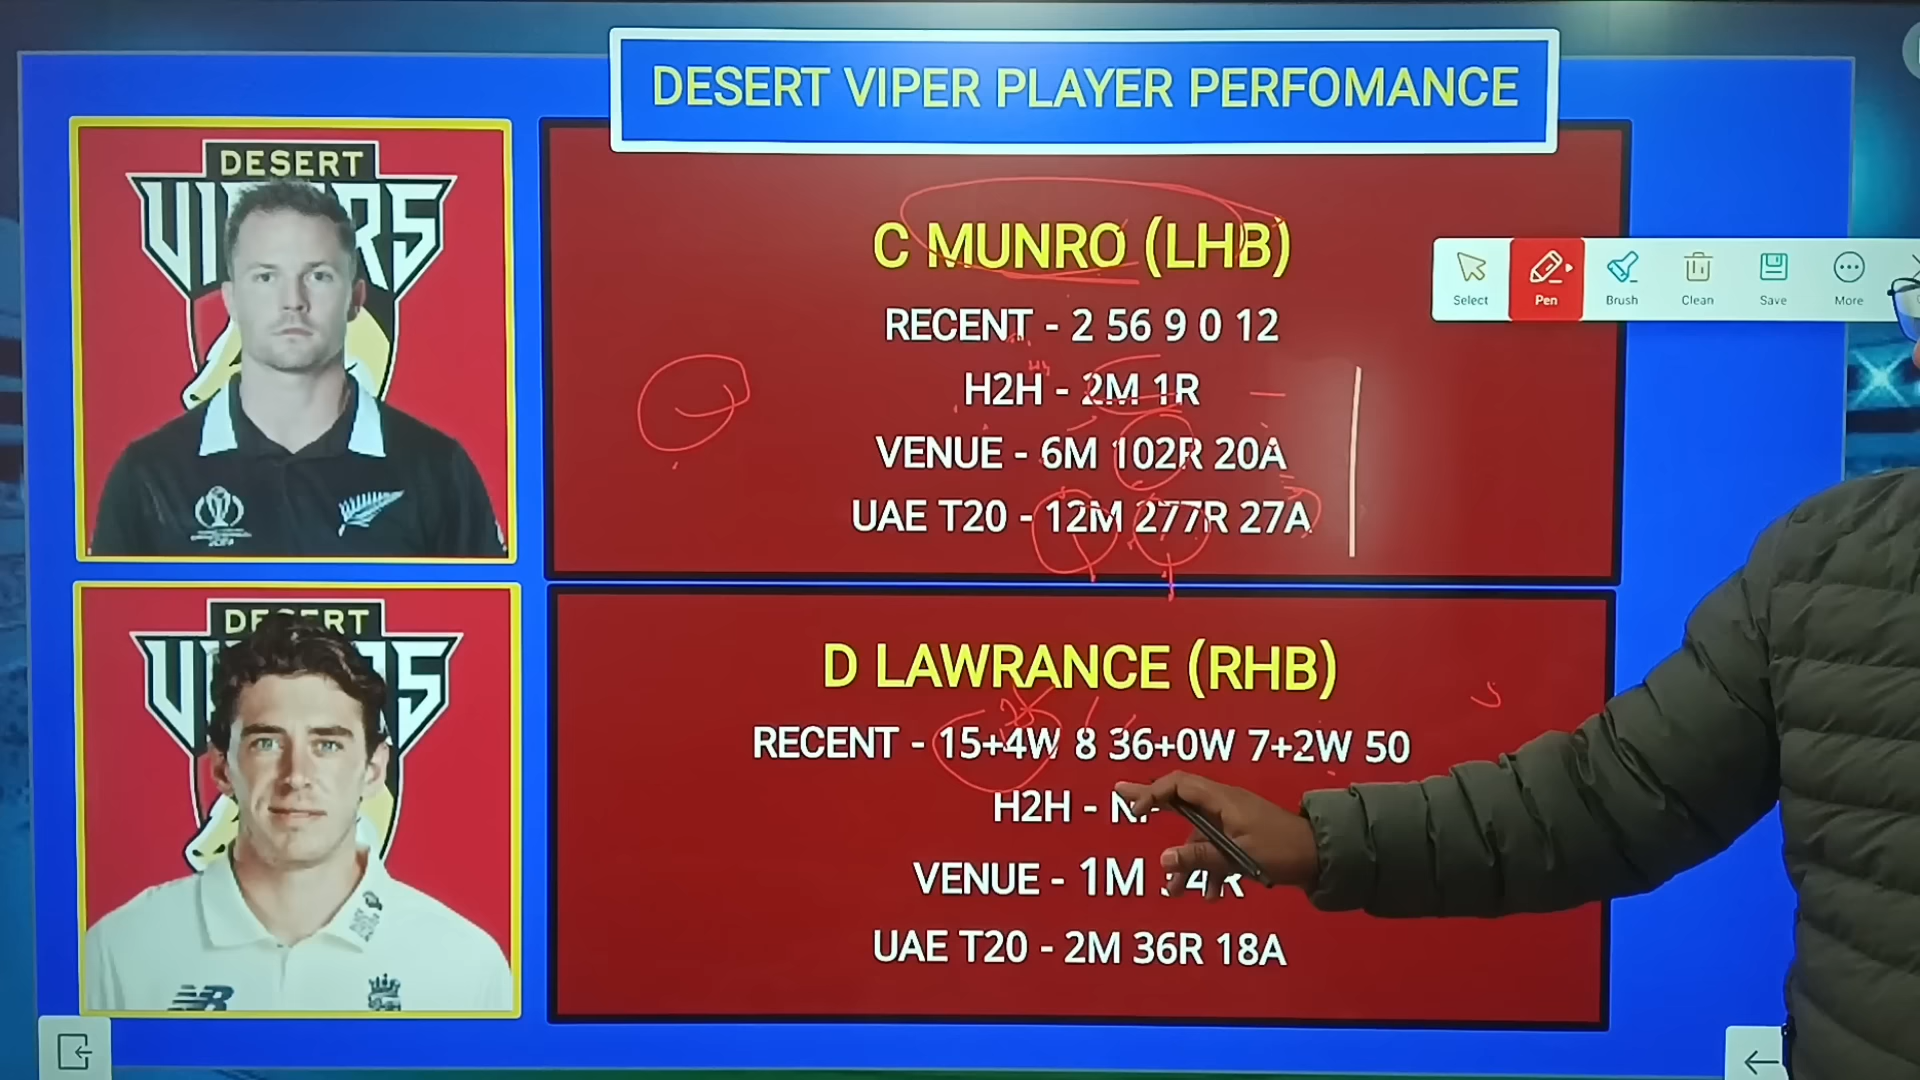 DESERT VIPER PLAYER PERFOMANCE
DESERT
C MUNRO (LHB)
RECENT - 2 56 9 0 12
H2H - 2M 1R
VENUE - 6M 102R 20A
UAE T20 - 12M 277R 27A
Select
Pen
Brush
Clean
Save
More
DESERT
D LAWRANCE (RHB)
RECENT - 15+4W 8 36+0W 7+2W 50
H2H -
VENUE - 1M
UAE T20 - 2M 36R 18A